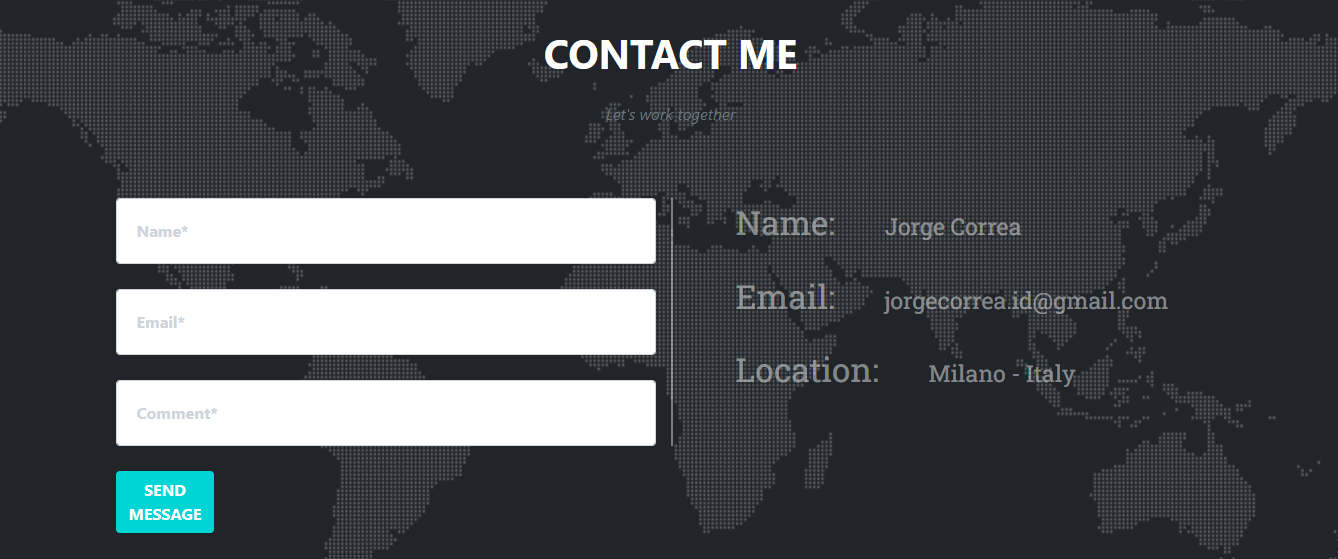 CONTACT ME
Let's work together
Name*
Email*
Comment*
SEND
MESSAGE
Name: Jorge Correa
Email: jorgecorrea.id@gmail.com
Location: Milano - Italy